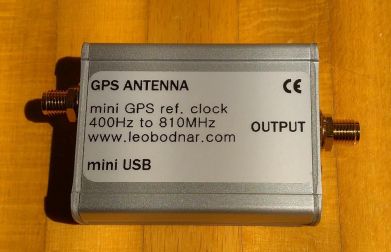 GPS ANTENNA
CE
mini GPS ref. clock
400Hz to 810MHz
www.leobodnar.com
OUTPUT
mini USB